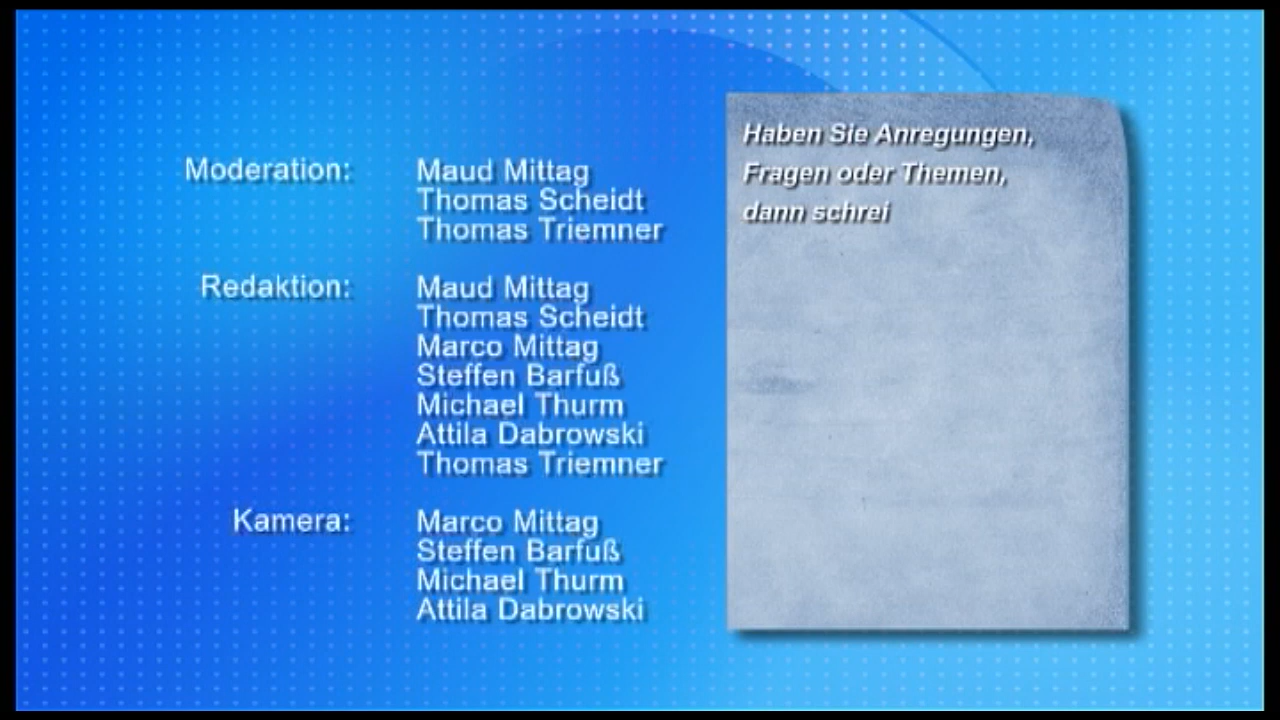 Moderation: Maud Mittag
Thomas Scheidt
Thomas Triemner
Redaktion: Maud Mittag
Thomas Scheidt
Marco Mittag
Steffen Barfuß
Michael Thurm
Attila Dabrowski
Thomas Triemner
Kamera: Marco Mittag
Steffen Barfuß
Michael Thurm
Attila Dabrowski
Haben Sie Anregungen,
Fragen oder Themen,
dann schrei